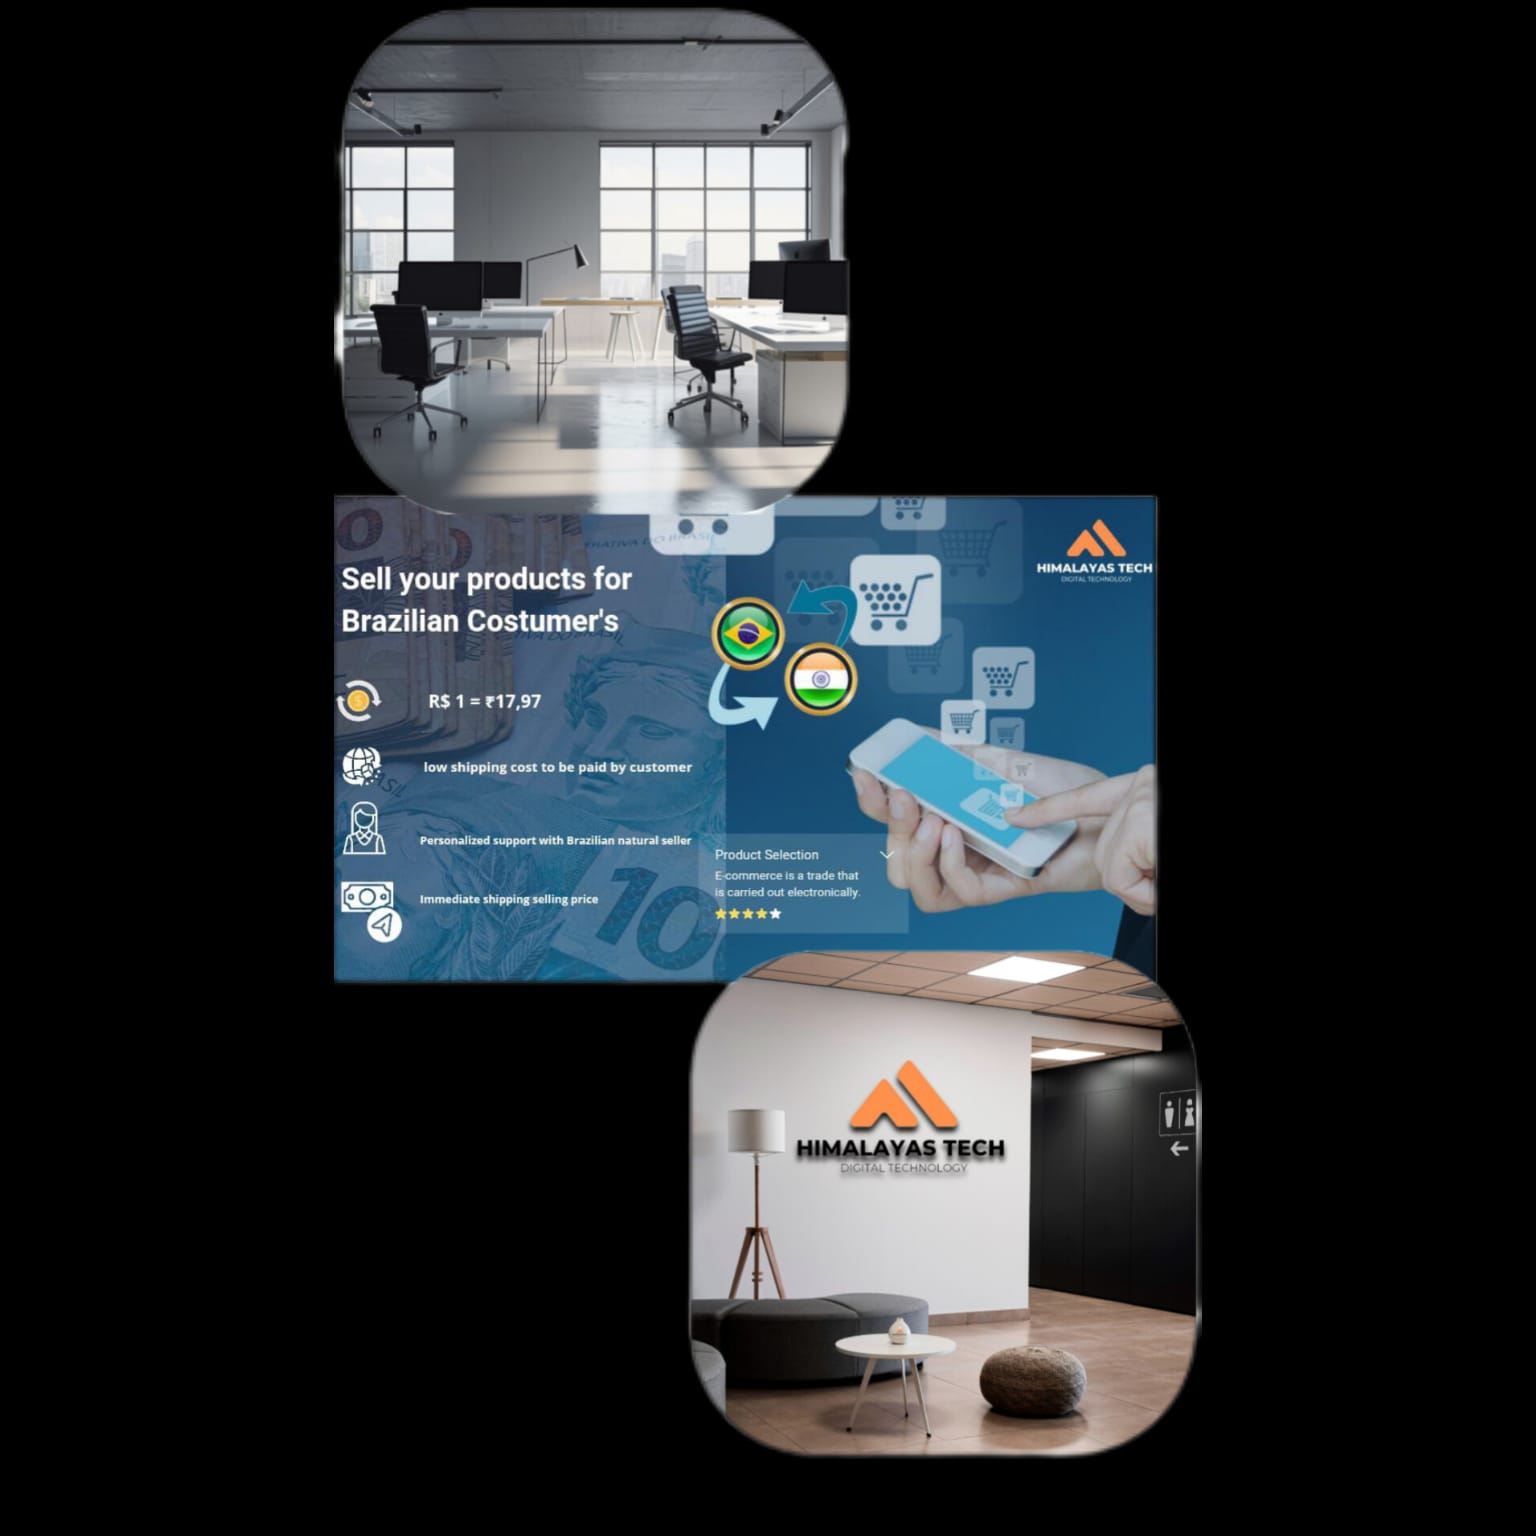 Sell your products for
Brazilian Costumer's
R$ 1 = ₹17,97
low shipping cost to be paid by customer
Personalized support with Brazilian natural seller
Immediate shipping selling price
HIMALAYAS TECH
DIGITAL TECHNOLOGY
Product Selection
E-commerce is a trade that
is carried out electronically.
10
HIMALAYAS TECH
DIGITAL TECHNOLOGY